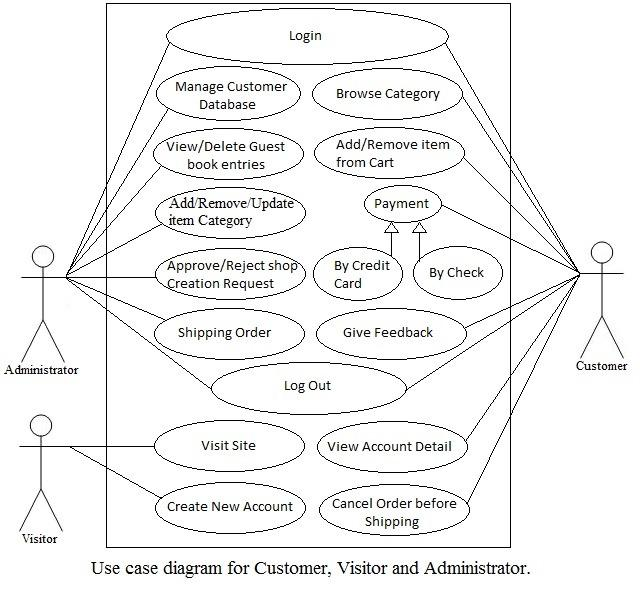 Login
Manage Customer
Database
Browse Category
View/Delete Guest
book entries
Add/Remove item
from Cart
Add/Remove/Update
item Category
Payment
Approve/Reject shop
Creation Request
By Credit
Card
By Check
Administrator
Customer
Shipping Order
Give Feedback
Log Out
Visit Site
View Account Detail
Create New Account
Cancel Order before
Shipping
Visitor
Use case diagram for Customer, Visitor and Administrator.